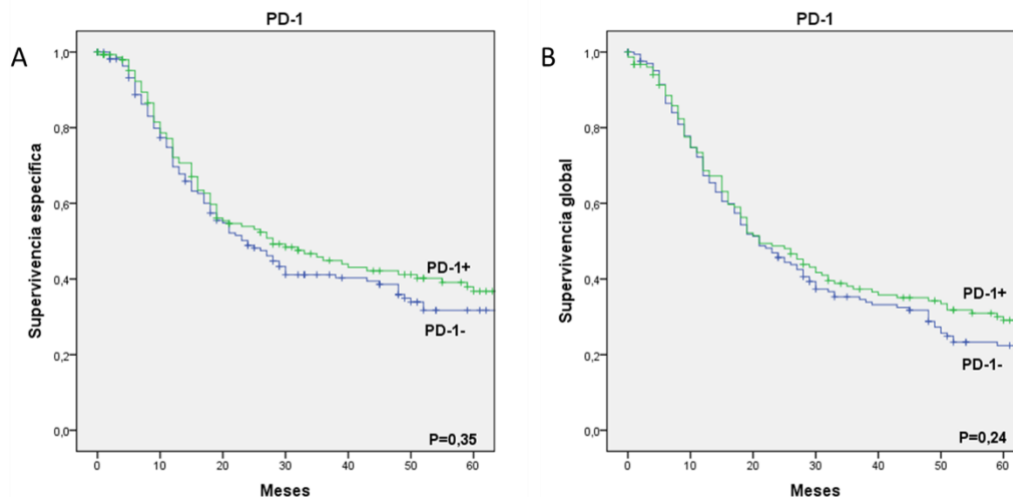 A
PD-1
Supervivencia específica
1,0
0,8
0,6
0,4
0,2
0,0
PD-1+
PD-1-
P=0,35
0 10 20 30 40 50 60
Meses
B
PD-1
Supervivencia global
1,0
0,8
0,6
0,4
0,2
0,0
PD-1+
PD-1-
P=0,24
0 10 20 30 40 50 60
Meses